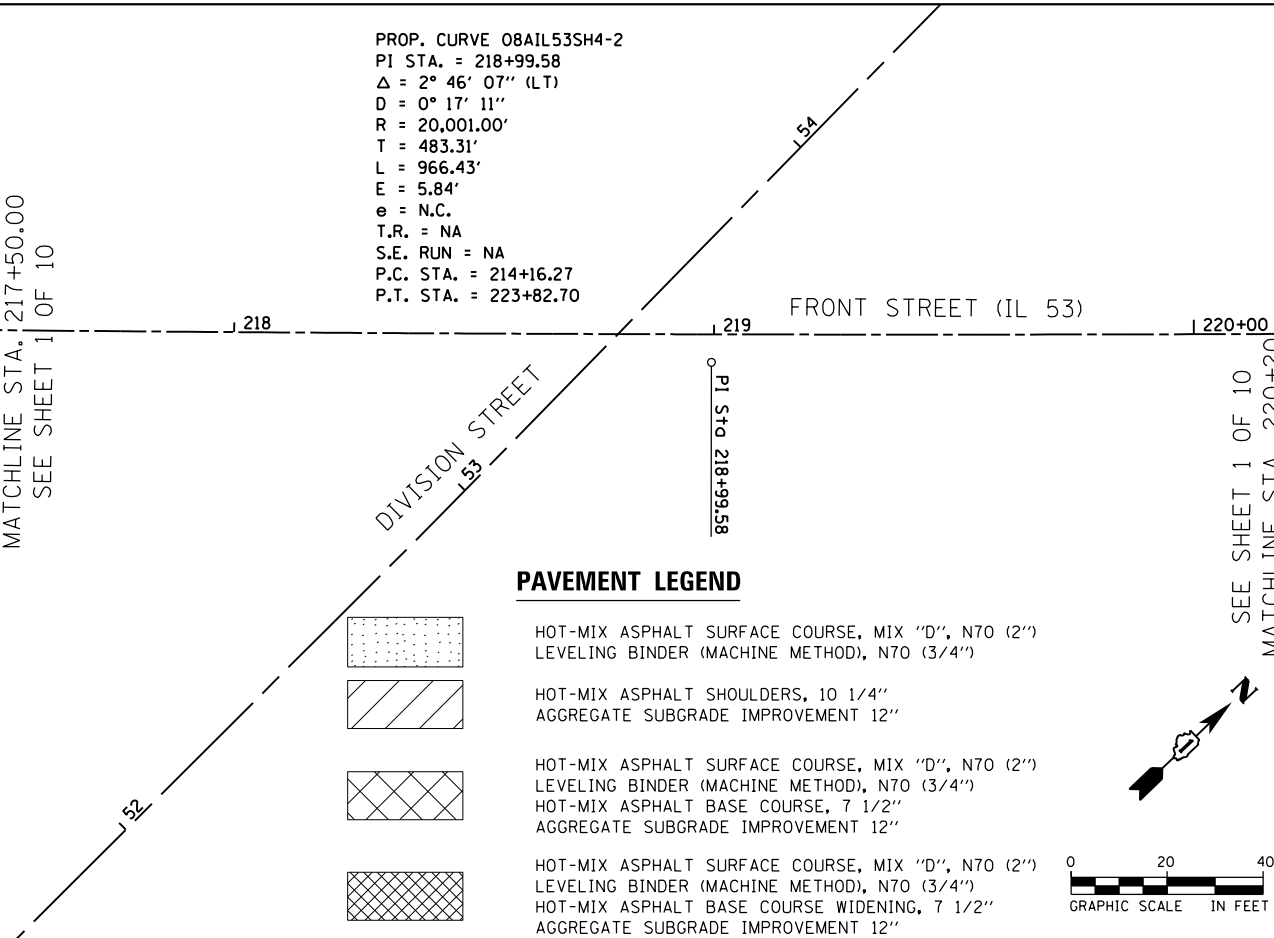 PROP. CURVE 08AIL53SH4-2
PI STA. = 218+99.58
Δ = 2° 46' 07'' (LT)
D = 0° 17' 11''
R = 20,001.00'
T = 483.31'
L = 966.43'
E = 5.84'
e = N.C.
T.R. = NA
S.E. RUN = NA
P.C. STA. = 214+16.27
P.T. STA. = 223+82.70
54
MATCHLINE STA. 217+50.00
SEE SHEET 1 OF 10
218
219
FRONT STREET (IL 53)
220+00
DIVISION STREET
53
PI Sta 218+99.58
SEE SHEET 1 OF 10
MATCHLINE STA. 220+20
52
PAVEMENT LEGEND
HOT-MIX ASPHALT SURFACE COURSE, MIX ''D'', N70 (2'')
LEVELING BINDER (MACHINE METHOD), N70 (3/4'')
HOT-MIX ASPHALT SHOULDERS, 10 1/4''
AGGREGATE SUBGRADE IMPROVEMENT 12''
HOT-MIX ASPHALT SURFACE COURSE, MIX ''D'', N70 (2'')
LEVELING BINDER (MACHINE METHOD), N70 (3/4'')
HOT-MIX ASPHALT BASE COURSE, 7 1/2''
AGGREGATE SUBGRADE IMPROVEMENT 12''
HOT-MIX ASPHALT SURFACE COURSE, MIX ''D'', N70 (2'')
LEVELING BINDER (MACHINE METHOD), N70 (3/4'')
HOT-MIX ASPHALT BASE COURSE WIDENING, 7 1/2''
AGGREGATE SUBGRADE IMPROVEMENT 12''
N
0 20 40
GRAPHIC SCALE IN FEET